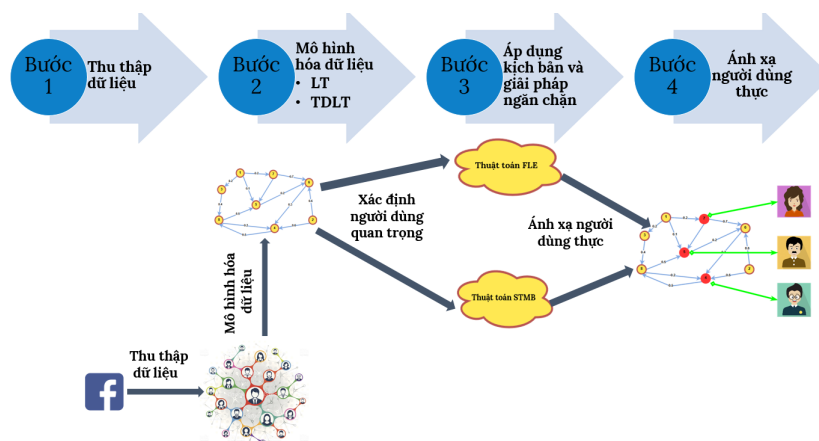 Bước
1
Thu thập
dữ liệu
Bước
2
Mô hình
hóa dữ liệu
• LT
• TDLT
Bước
3
Áp dụng
kịch bản và
giải pháp
ngăn chặn
Bước
4
Ánh xạ
người dùng
thực
Thuật toán FLE
Xác định
người dùng
quan trọng
Ánh xạ người
dùng thực
Thuật toán STMB
Mô hình hóa
dữ liệu
Thu thập
dữ liệu
f